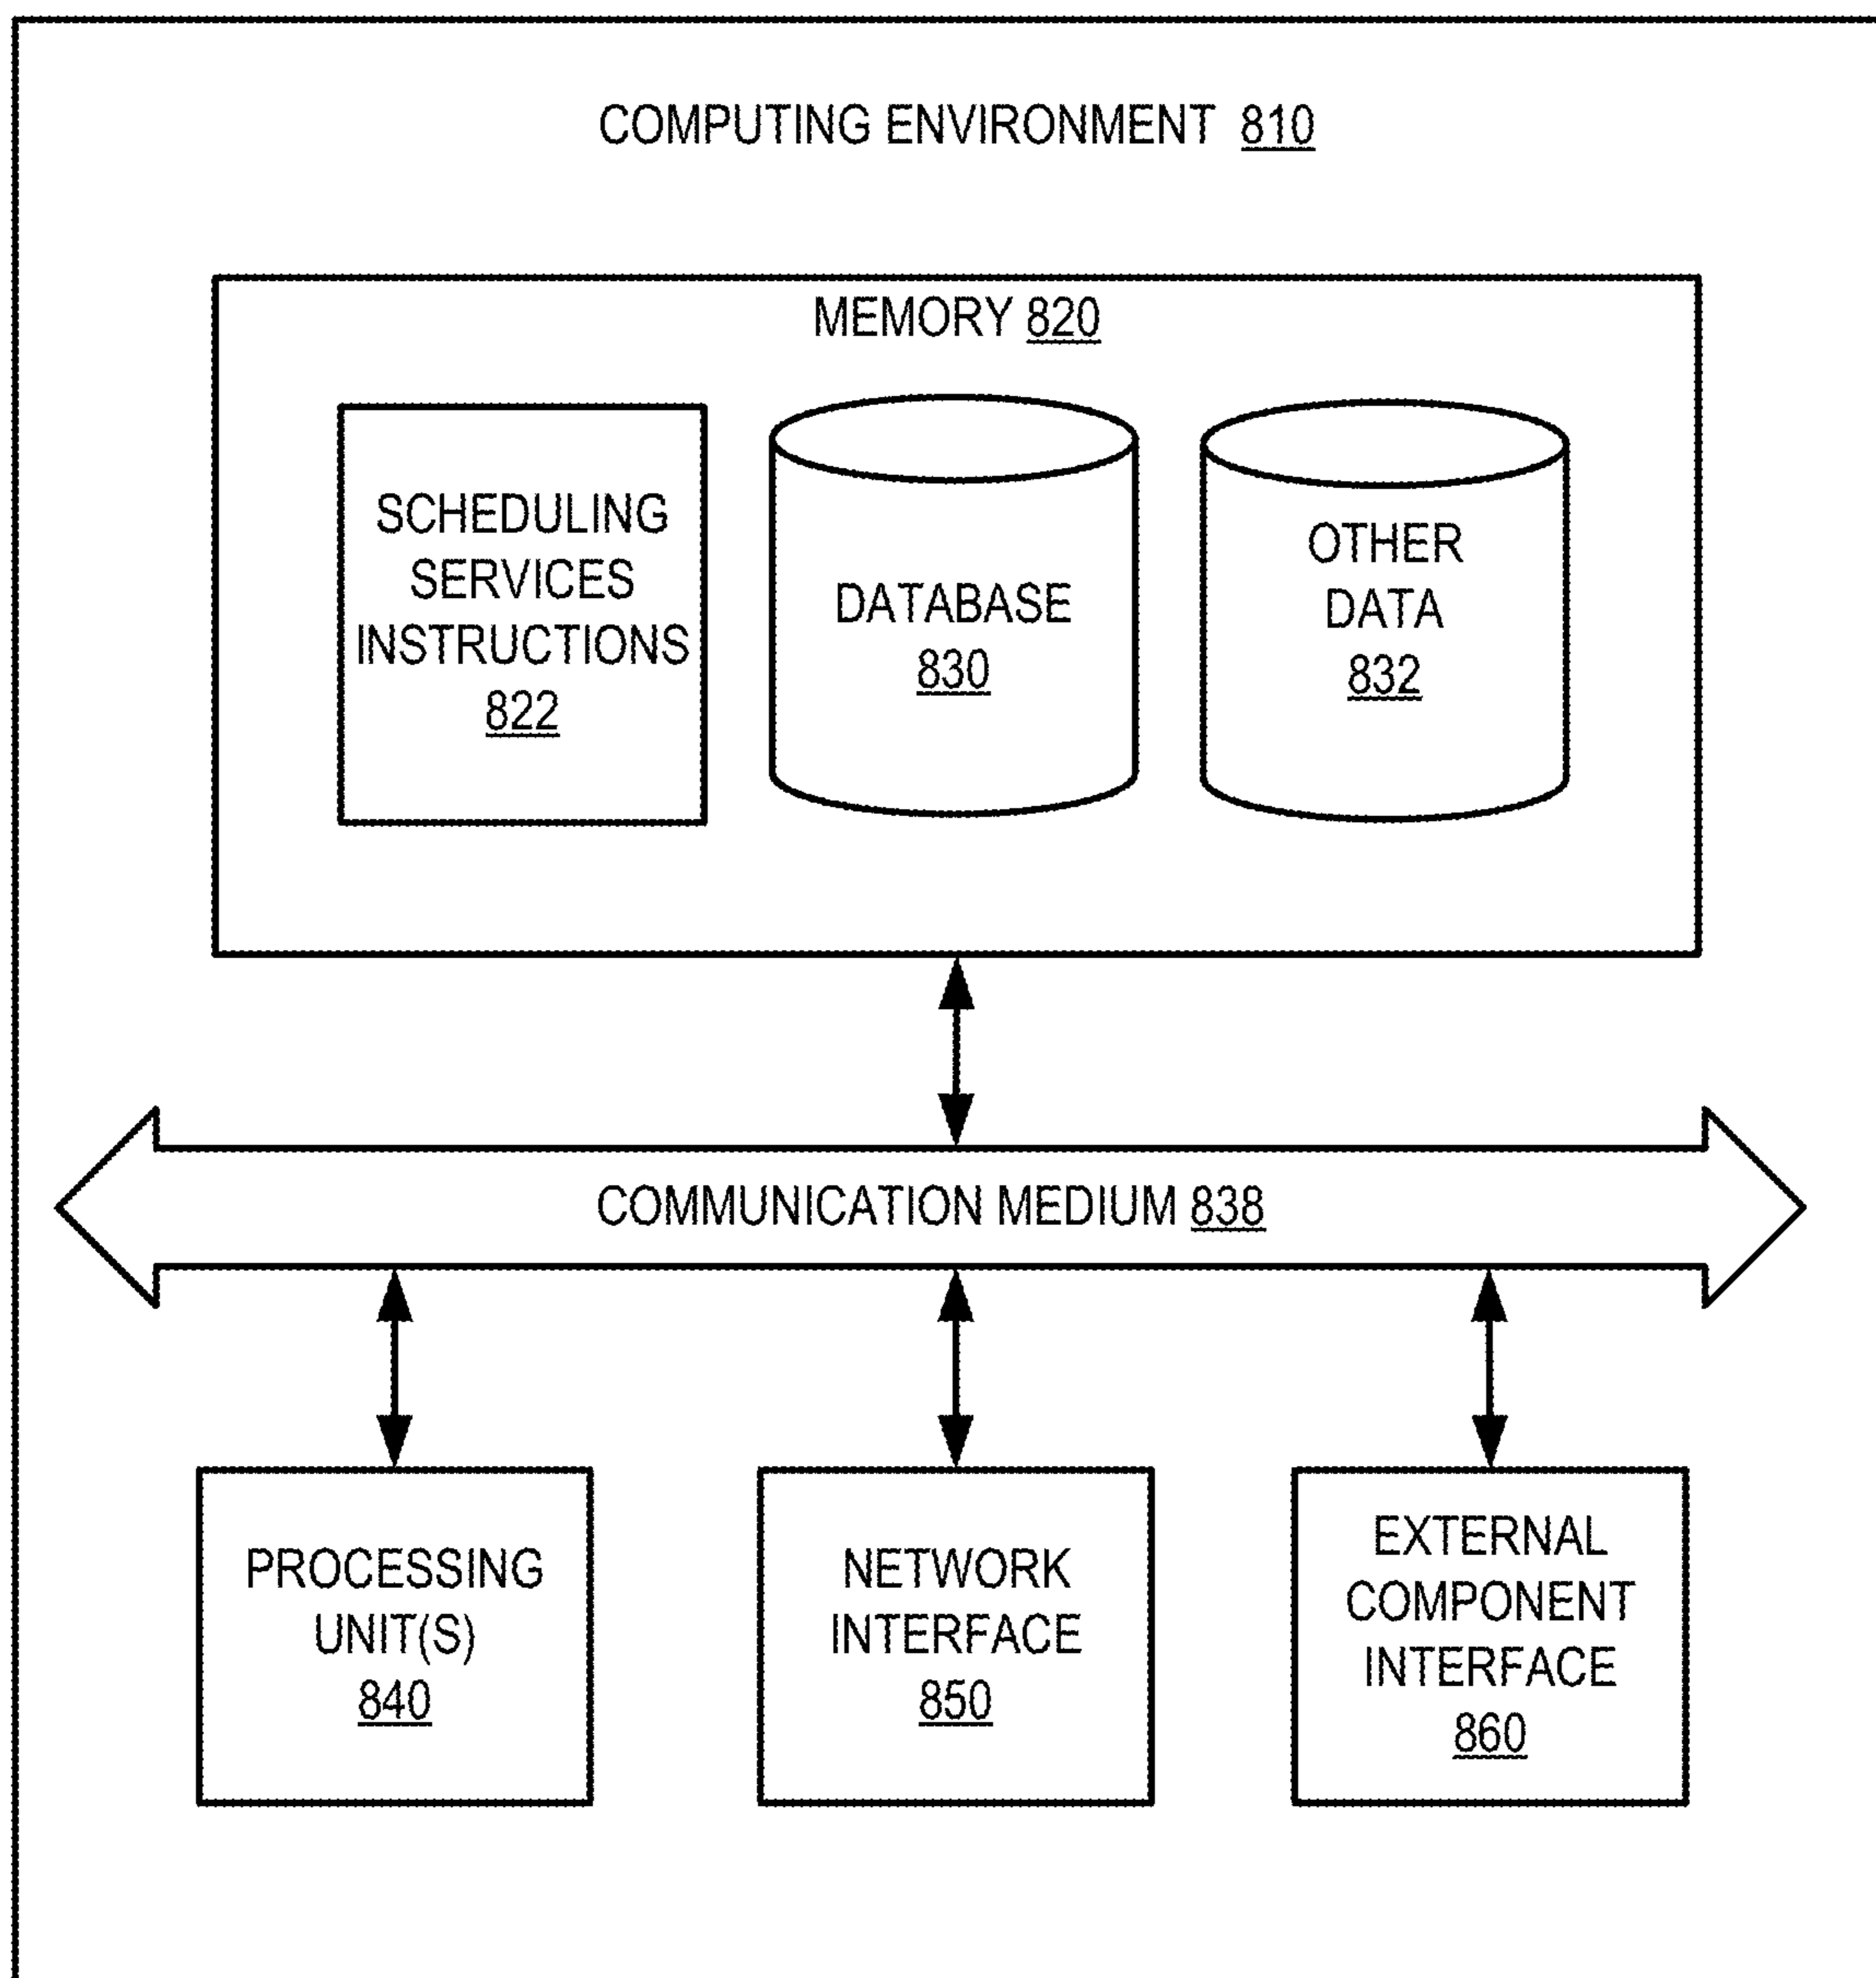 COMPUTING ENVIRONMENT 810
MEMORY 820
SCHEDULING
SERVICES
INSTRUCTIONS
822
DATABASE
830
OTHER
DATA
832
COMMUNICATION MEDIUM 838
PROCESSING
UNIT(S)
840
NETWORK
INTERFACE
850
EXTERNAL
COMPONENT
INTERFACE
860